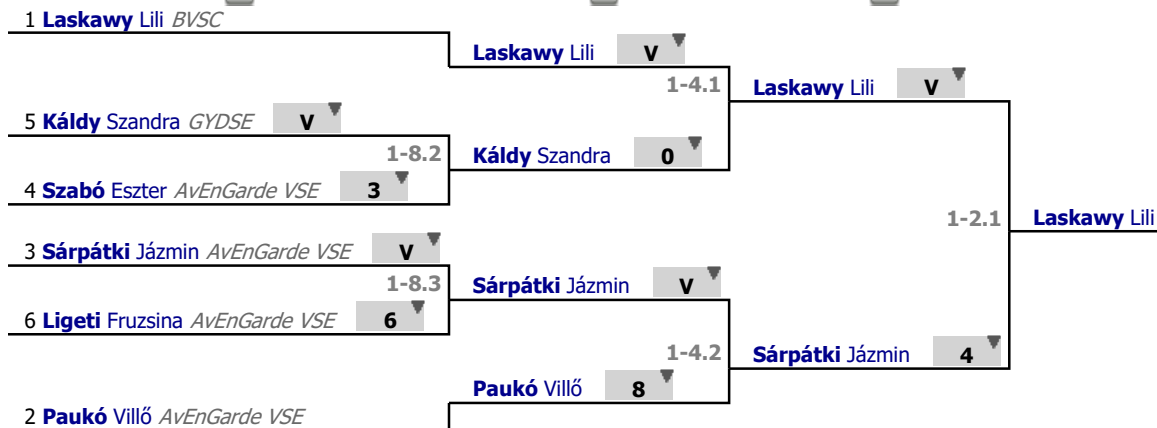 1 Laskawy Lili BVSC
Laskawy Lili V
1-4.1
Laskawy Lili V
5 Káldy Szandra GYDSE V
1-8.2
Káldy Szandra 0
4 Szabó Eszter AvEnGarde VSE 3
1-2.1
Laskawy Lili
3 Sárpátki Jázmin AvEnGarde VSE V
1-8.3
Sárpátki Jázmin V
6 Ligeti Fruzsina AvEnGarde VSE 6
1-4.2
Sárpátki Jázmin 4
Paukó Villő 8
2 Paukó Villő AvEnGarde VSE